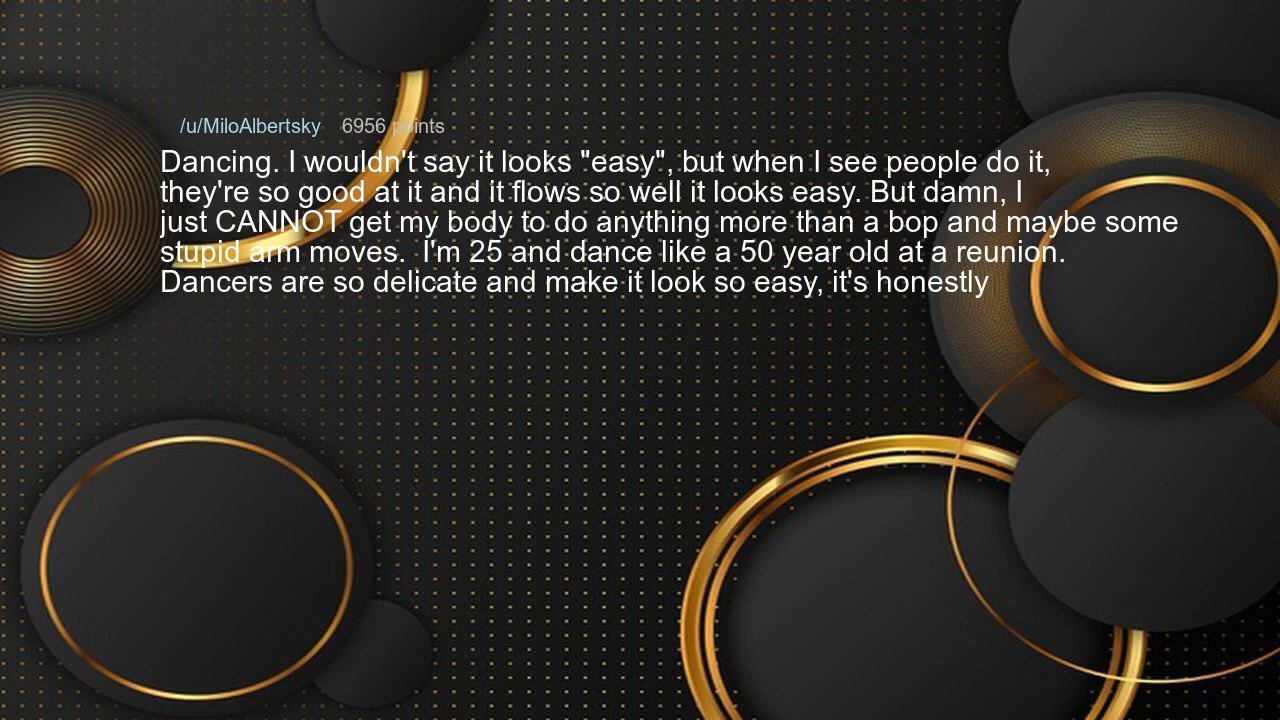 /u/MiloAlbertsky 6956 points
Dancing. I wouldn't say it looks "easy", but when I see people do it,
they're so good at it and it flows so well it looks easy. But damn, I
just CANNOT get my body to do anything more than a bop and maybe some
stupid arm moves.  I'm 25 and dance like a 50 year old at a reunion.
Dancers are so delicate and make it look so easy, it's honestly